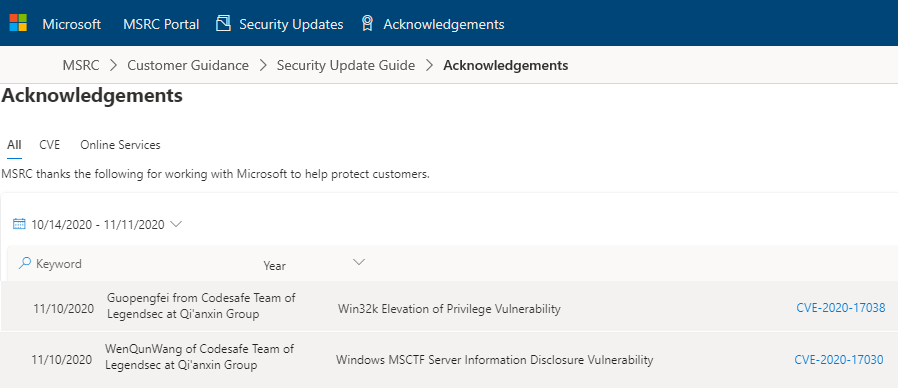 Microsoft MSRC Portal Security Updates Acknowledgements
MSRC > Customer Guidance > Security Update Guide > Acknowledgements
Acknowledgements
All CVE Online Services
MSRC thanks the following for working with Microsoft to help protect customers.
10/14/2020 - 11/11/2020
Keyword Year
11/10/2020 Guopengfei from Codesafe Team of Legendsec at Qi'anxin Group Win32k Elevation of Privilege Vulnerability CVE-2020-17038
11/10/2020 WenQunWang of Codesafe Team of Legendsec at Qi'anxin Group Windows MSCTF Server Information Disclosure Vulnerability CVE-2020-17030